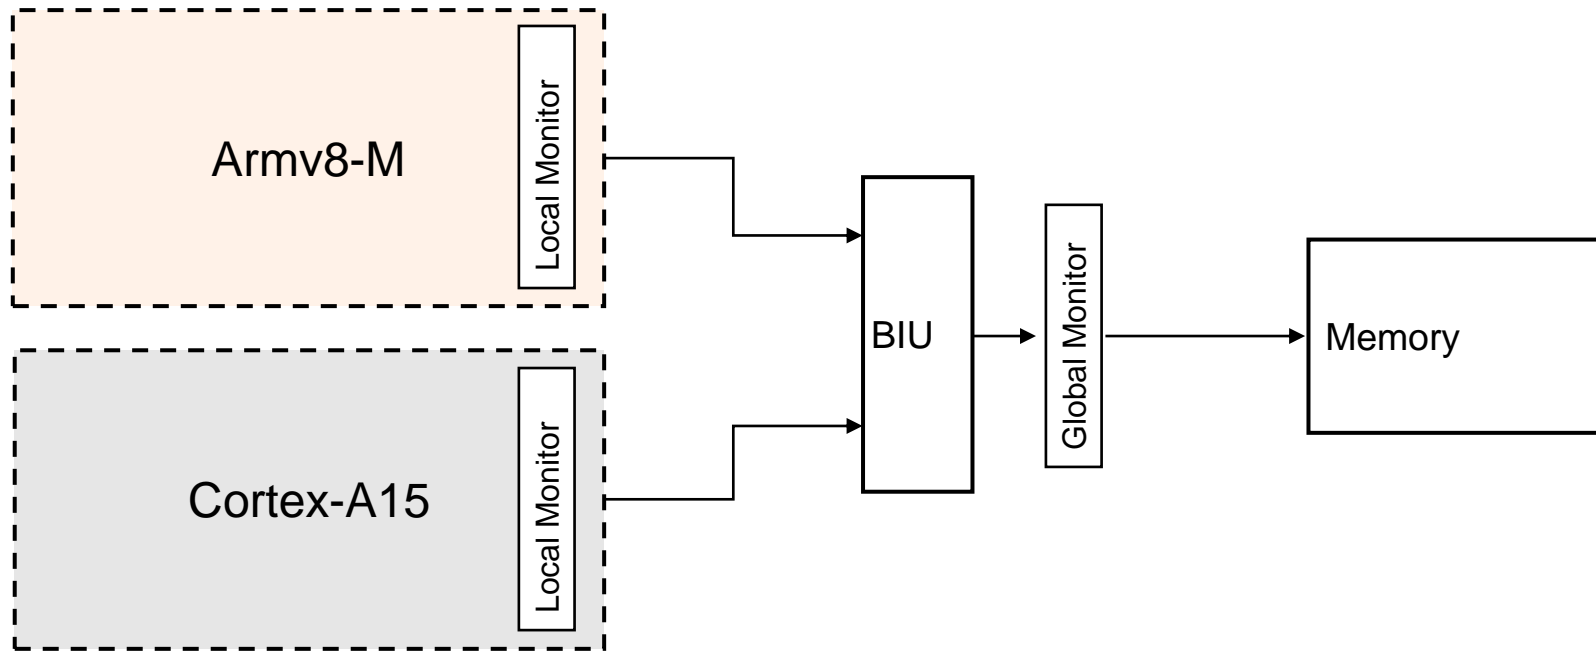 Armv8-M
Local Monitor
Cortex-A15
Local Monitor
BIU
Global Monitor
Memory